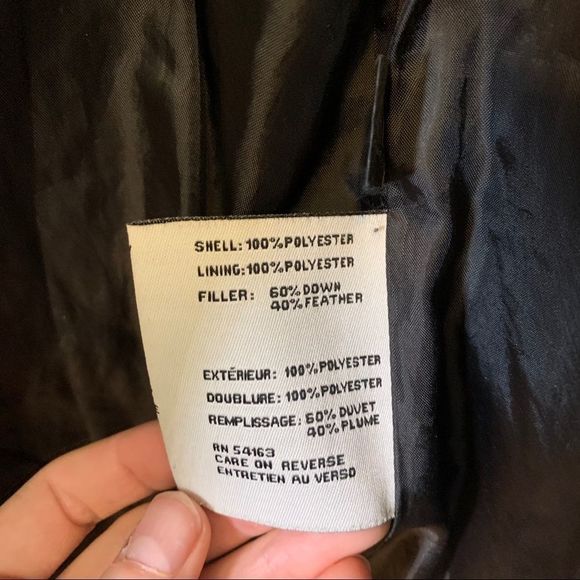 SHELL: 100% POLYESTER
LINING: 100% POLYESTER
FILLER: 60% DOWN
40% FEATHER
EXTÉRIEUR: 100% POLYESTER
DOUBLURE: 100% POLYESTER
REMPLISSAGE: 60% DUVET
40% PLUME
RN 54163
CARE ON REVERSE
ENTRETIEN AU VERSO